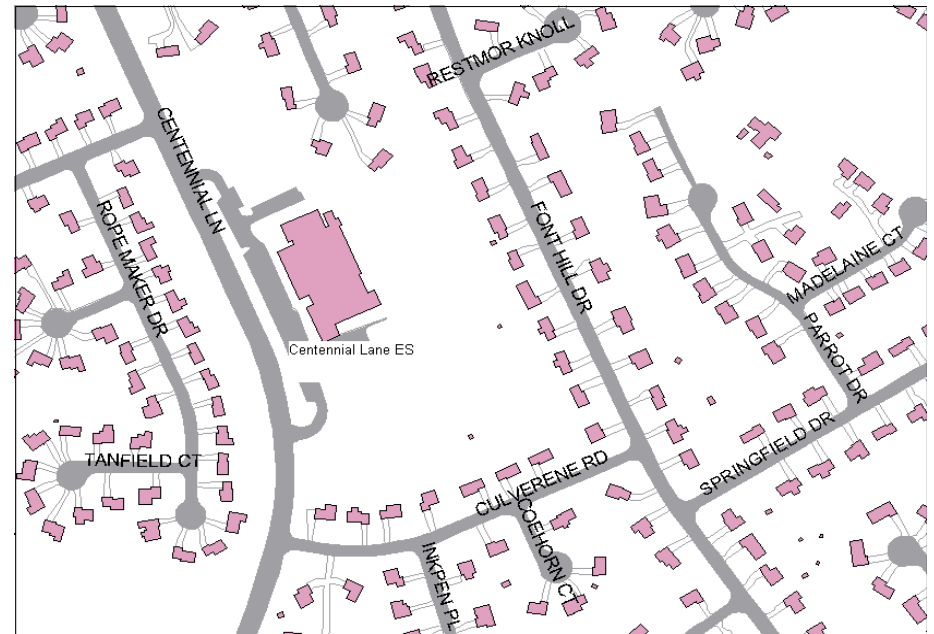 RESTMOR KNOLL
CENTENNIAL LN
ROPE MAKER DR
FONT HILL DR
MADELAINE CT
PARROT DR
Centennial Lane ES
SPRINGFIELD DR
TANFIELD CT
CULVERENE RD
COEHORN CT
INKPEN PL